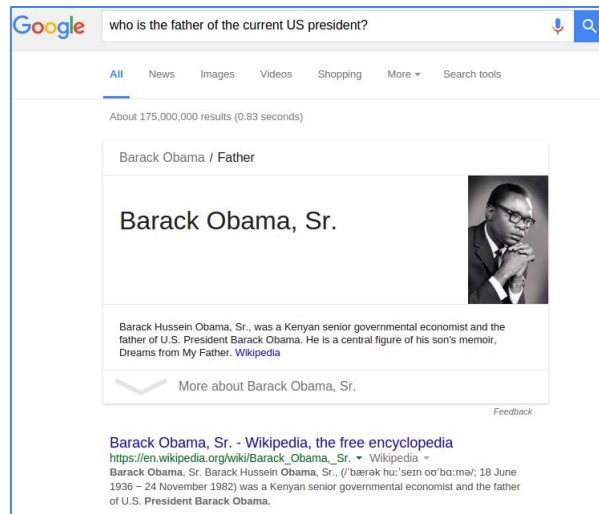 Google who is the father of the current US president?
All News Images Videos Shopping More Search tools
About 175,000,000 results (0.83 seconds)
Barack Obama / Father
Barack Obama, Sr.
Barack Hussein Obama, Sr., was a Kenyan senior governmental economist and the
father of U.S. President Barack Obama. He is a central figure of his son's memoir,
Dreams from My Father. Wikipedia
More about Barack Obama, Sr.
Feedback
Barack Obama, Sr. - Wikipedia, the free encyclopedia
https://en.wikipedia.org/wiki/Barack_Obama,_Sr. Wikipedia
Barack Obama, Sr. Barack Hussein Obama, Sr., (/ˈbærək huːˈseɪn oʊˈbɑːmə/; 18 June
1936 – 24 November 1982) was a Kenyan senior governmental economist and the father
of U.S. President Barack Obama.